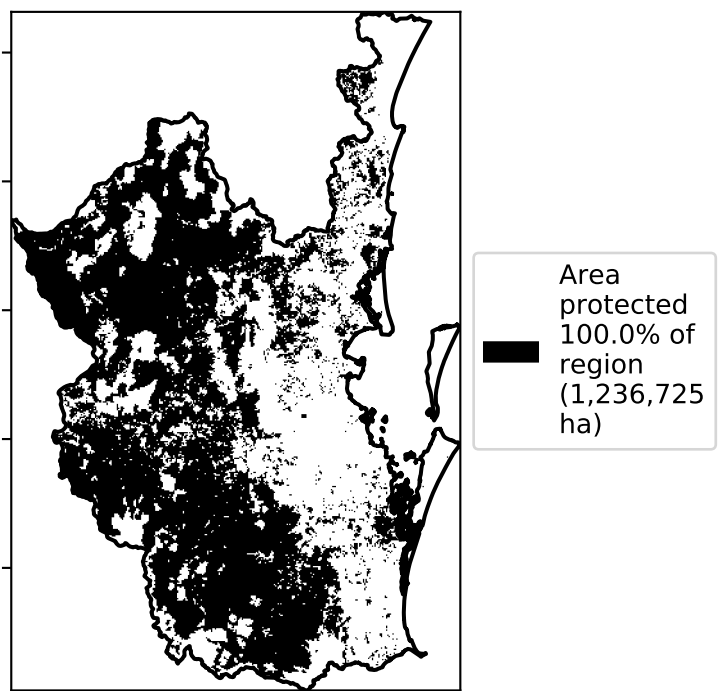 Area
protected
100.0% of
region
(1,236,725
ha)